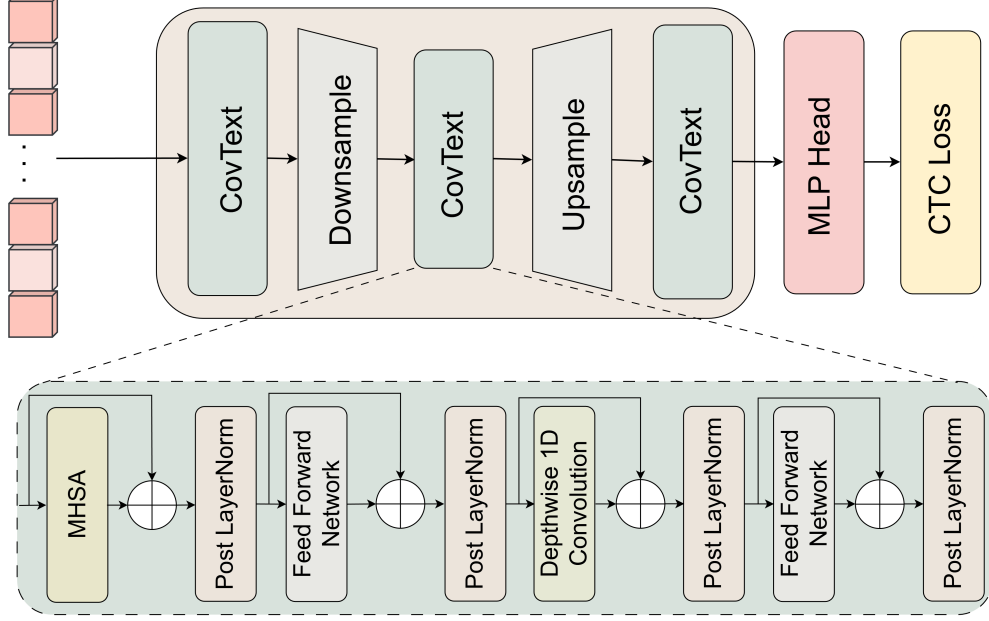 CovText
Downsample
CovText
Upsample
CovText
MLP Head
CTC Loss
MHSA
Post LayerNorm
Feed Forward
Network
Post LayerNorm
Depthwise 1D
Convolution
Post LayerNorm
Feed Forward
Network
Post LayerNorm